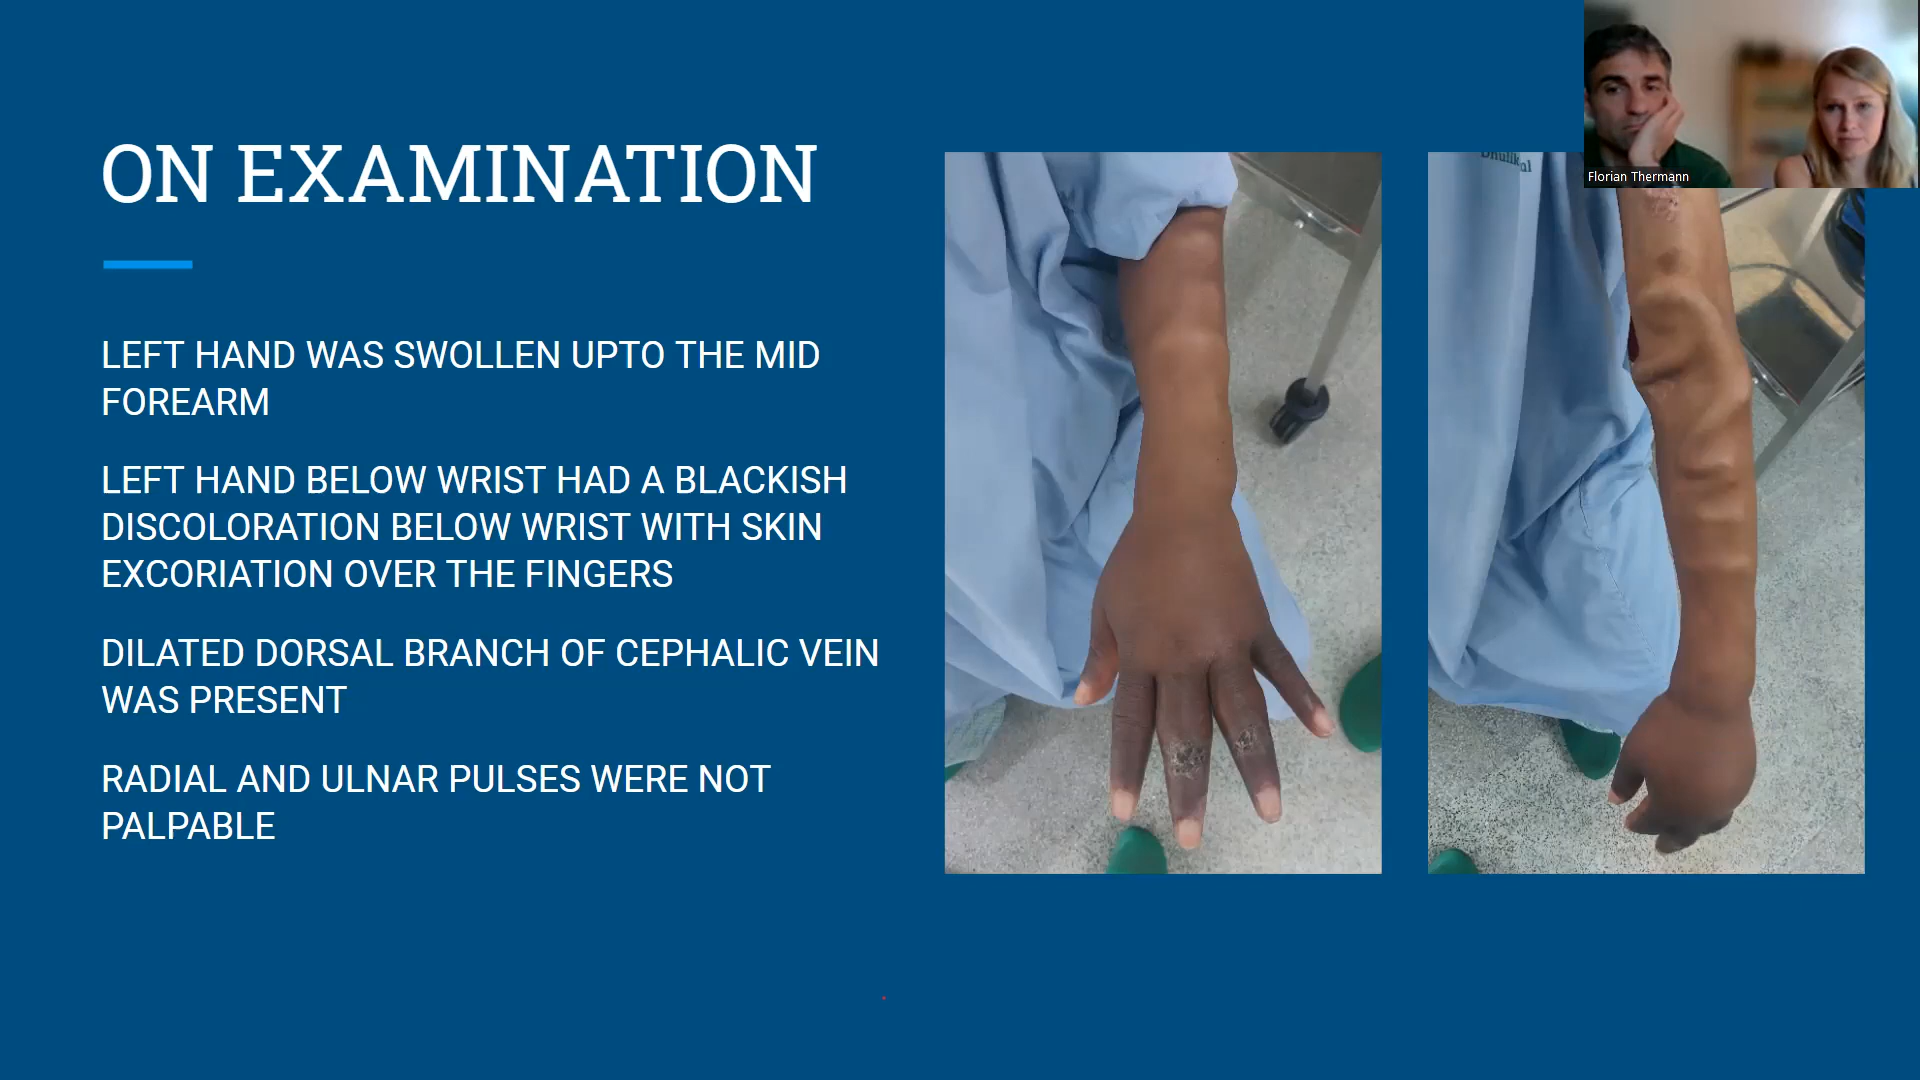 ON EXAMINATION
LEFT HAND WAS SWOLLEN UPTO THE MID
FOREARM
LEFT HAND BELOW WRIST HAD A BLACKISH
DISCOLORATION BELOW WRIST WITH SKIN
EXCORIATION OVER THE FINGERS
DILATED DORSAL BRANCH OF CEPHALIC VEIN
WAS PRESENT
RADIAL AND ULNAR PULSES WERE NOT
PALPABLE
Dhulikhel
Florian Thermann